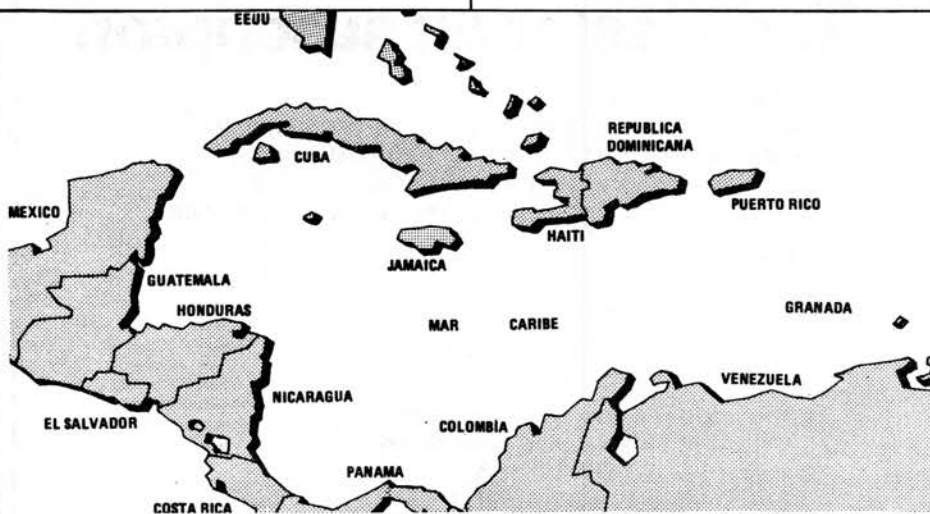 EEUU
REPUBLICA
DOMINICANA
CUBA
PUERTO RICO
MEXICO
HAITI
JAMAICA
GUATEMALA
HONDURAS
GRANADA
MAR CARIBE
VENEZUELA
NICARAGUA
EL SALVADOR
COLOMBÍA
PANAMA
COSTA RICA